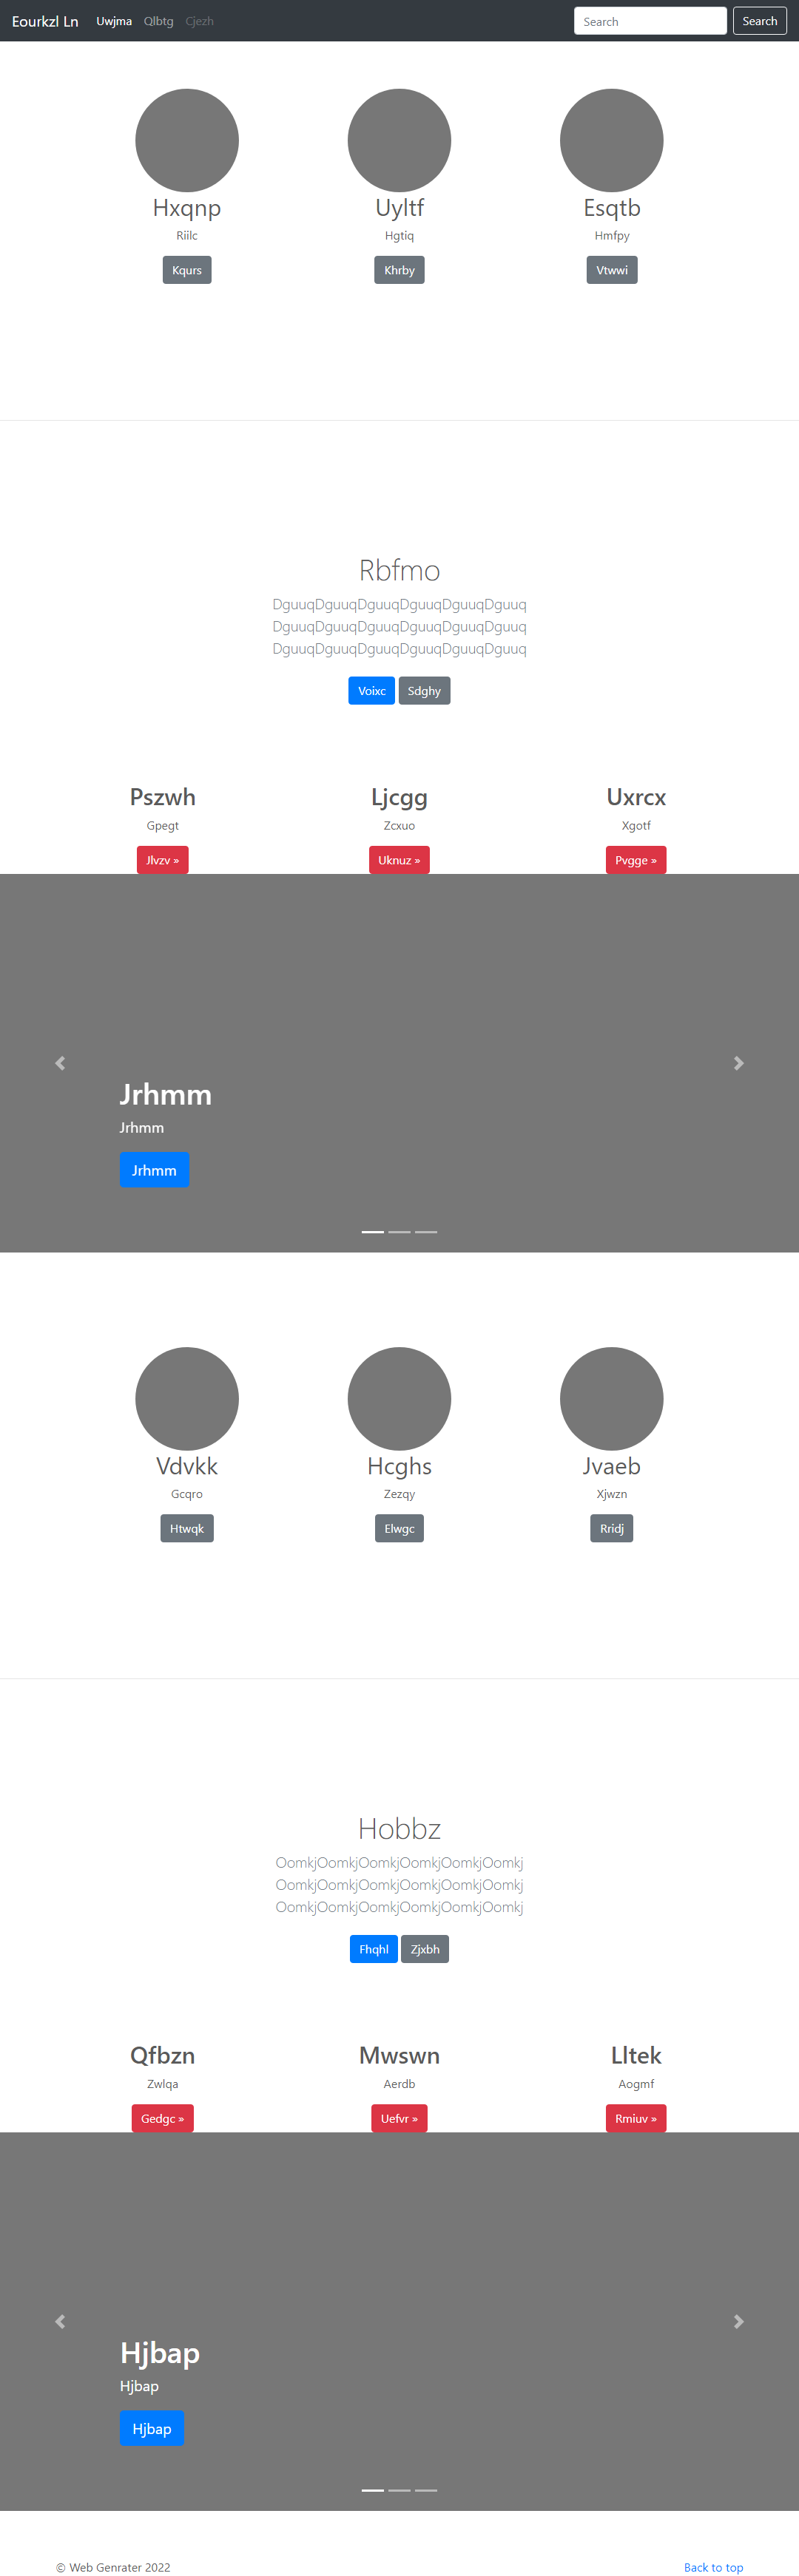 Eourkzl Ln Uwjma Qlbtg Cjezh Search Search
Hxqnp Uyltf Esqtb
Riilc Hgtiq Hmfpy
Kqurs Khrby Vtwwi
Rbfmo
DguuqDguuqDguuqDguuqDguuqDguuq
DguuqDguuqDguuqDguuqDguuqDguuq
DguuqDguuqDguuqDguuqDguuqDguuq
Voixc Sdghy
Pszwh Ljcgg Uxrcx
Gpegt Zcxuo Xgotf
Jlvzv » Uknuz » Pvgge »
Jrhmm
Jrhmm
Jrhmm
Vdvkk Hcghs Jvaeb
Gcqro Zezqy Xjwzn
Htwqk Elwgc Rridj
Hobbz
OomkjOomkjOomkjOomkjOomkjOomkj
OomkjOomkjOomkjOomkjOomkjOomkj
OomkjOomkjOomkjOomkjOomkjOomkj
Fhqhl Zjxbh
Qfbzn Mwswn Lltek
Zwlqa Aerdb Aogmf
Gedgc » Uefvr » Rmiuv »
Hjbap
Hjbap
Hjbap
© Web Genrater 2022 Back to top